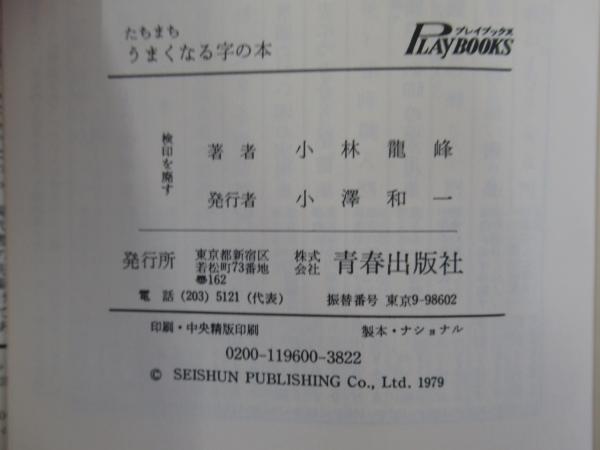 たちまち
うまくなる字の本
プレイブックス
PLAYBOOKS
検印を廃す
著者 小林龍峰
発行者 小澤和一
発行所 東京都新宿区
若松町73番地
☎162
株式
会社 青春出版社
電話 (203) 5121 (代表) 振替番号 東京9-98602
印刷・中央精版印刷 製本・ナショナル
0200-119600-3822
© SEISHUN PUBLISHING Co., Ltd. 1979